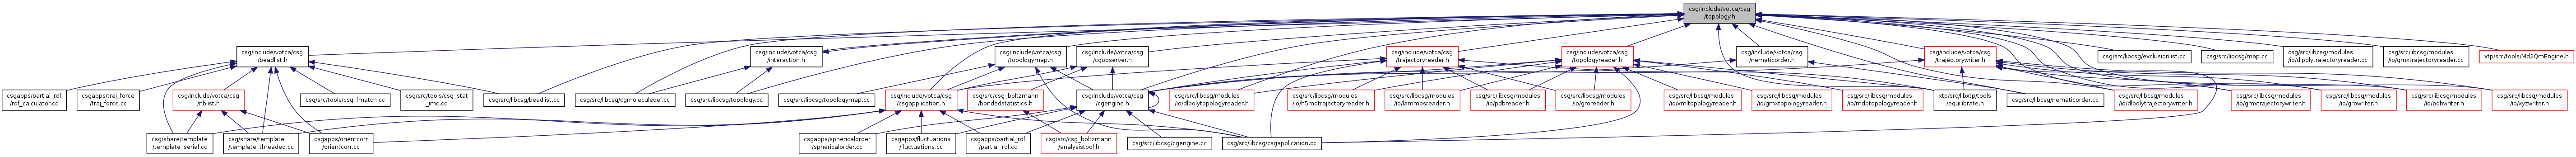 csg/include/votca/csg
/topology.h
csg/include/votca/csg
/beadlist.h
csg/include/votca/csg
/interaction.h
csg/include/votca/csg
/topologymap.h
csg/include/votca/csg
/cgobserver.h
csg/include/votca/csg
/trajectoryreader.h
csg/include/votca/csg
/topologyreader.h
csg/include/votca/csg
/nematicorder.h
csg/include/votca/csg
/trajectorywriter.h
csg/src/libcsg/exclusionlist.cc
csg/src/libcsg/map.cc
csg/src/libcsg/modules
/io/dlpolytopologyreader.cc
csg/src/libcsg/modules
/io/gmxtrajectoryreader.cc
xtp/src/tools/Md2QmEngine.h
csgapps/partial_rdf
/rdf_calculator.cc
csgapps/traj_force
/traj_force.cc
csg/include/votca/csg
/nblist.h
csg/src/tools/csg_fmatch.cc
csg/src/tools/csg_stat
_imc.cc
csg/src/libcsg/beadlist.cc
csg/src/libcsg/cgmoleculedef.cc
csg/src/libcsg/topology.cc
csg/src/libcsg/topologymap.cc
csg/include/votca/csg
/csgapplication.h
csg/src/csg_boltzmann
/bondedstatistics.h
csg/include/votca/csg
/cgengine.h
csg/src/libcsg/modules
/io/dlpolytopologyreader.h
csg/src/libcsg/modules
/io/h5mdtrajectoryreader.h
csg/src/libcsg/modules
/io/lammpsreader.h
csg/src/libcsg/modules
/io/pdbreader.h
csg/src/libcsg/modules
/io/groreader.h
csg/src/libcsg/modules
/io/xmltopologyreader.h
csg/src/libcsg/modules
/io/gmxtopologyreader.h
csg/src/libcsg/modules
/io/mdptopologyreader.h
xtp/src/libxtp/tools
/equilibrate.h
csg/src/libcsg/nematicorder.cc
csg/src/libcsg/modules
/io/dlpolytrajectorywriter.h
csg/src/libcsg/modules
/io/gmxtrajectorywriter.h
csg/src/libcsg/modules
/io/growriter.h
csg/src/libcsg/modules
/io/pdbwriter.h
csg/src/libcsg/modules
/io/xyzwriter.h
csg/share/template
/template_serial.cc
csg/share/template
/template_threaded.cc
csgapps/orientcorr
/orientcorr.cc
csgapps/sphericalorder
/sphericalorder.cc
csgapps/fluctuations
/fluctuations.cc
csgapps/partial_rdf
/partial_rdf.cc
csg/src/csg_boltzmann
/analysistool.h
csg/src/libcsg/cgengine.cc
csg/src/libcsg/csgapplication.cc